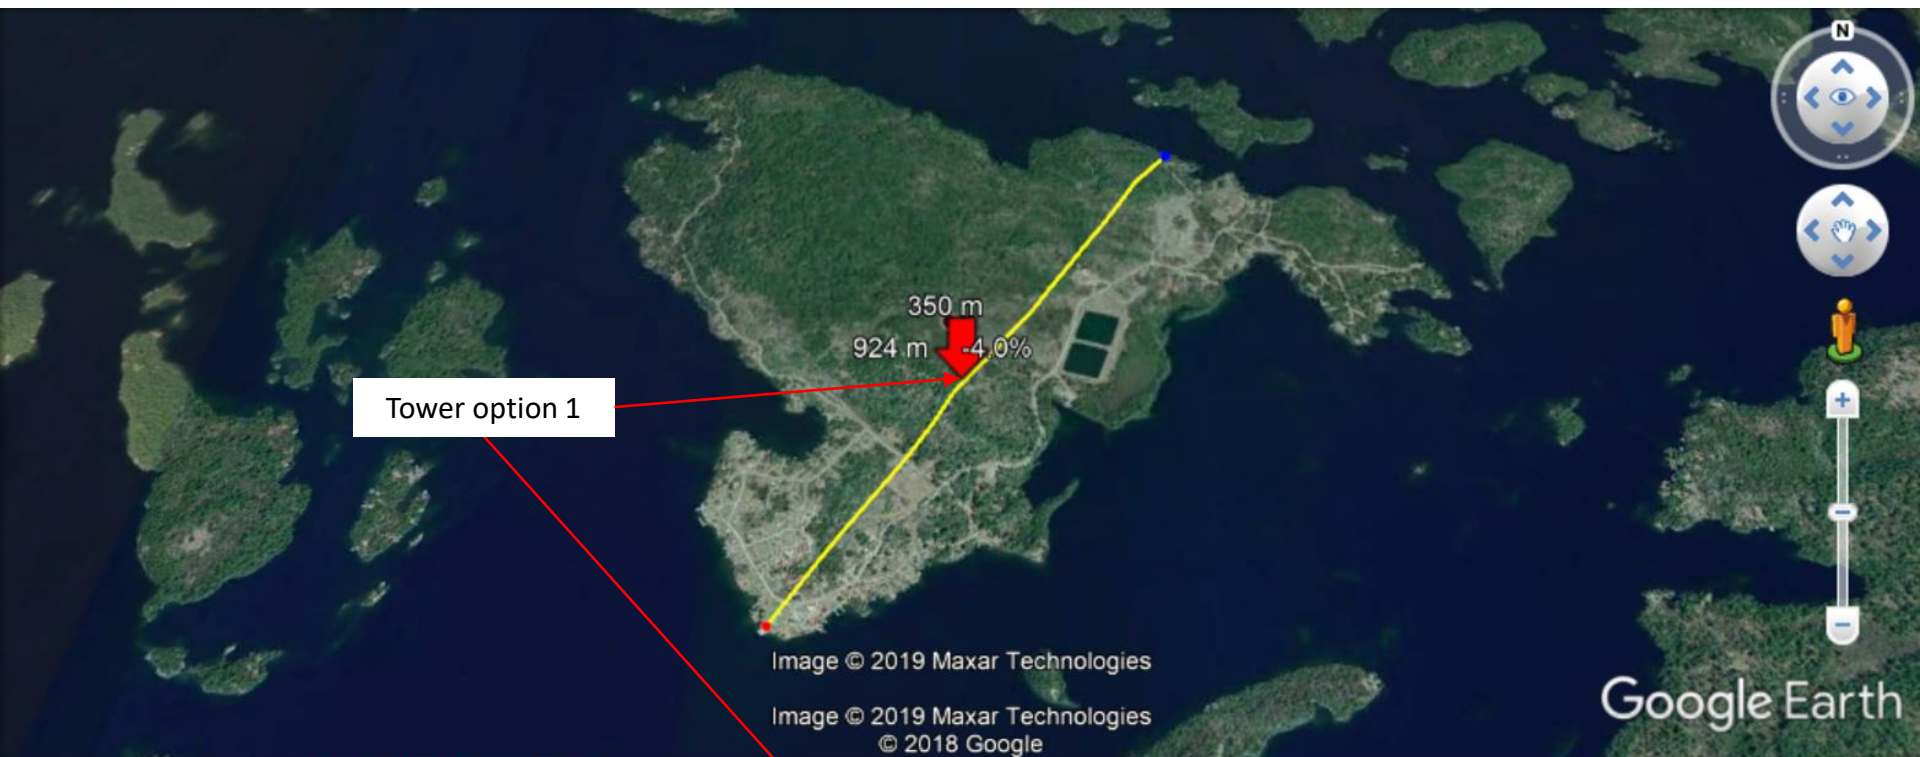 N
350 m
924 m -4.0%
Tower option 1
Image © 2019 Maxar Technologies
Image © 2019 Maxar Technologies
© 2018 Google
Google Earth